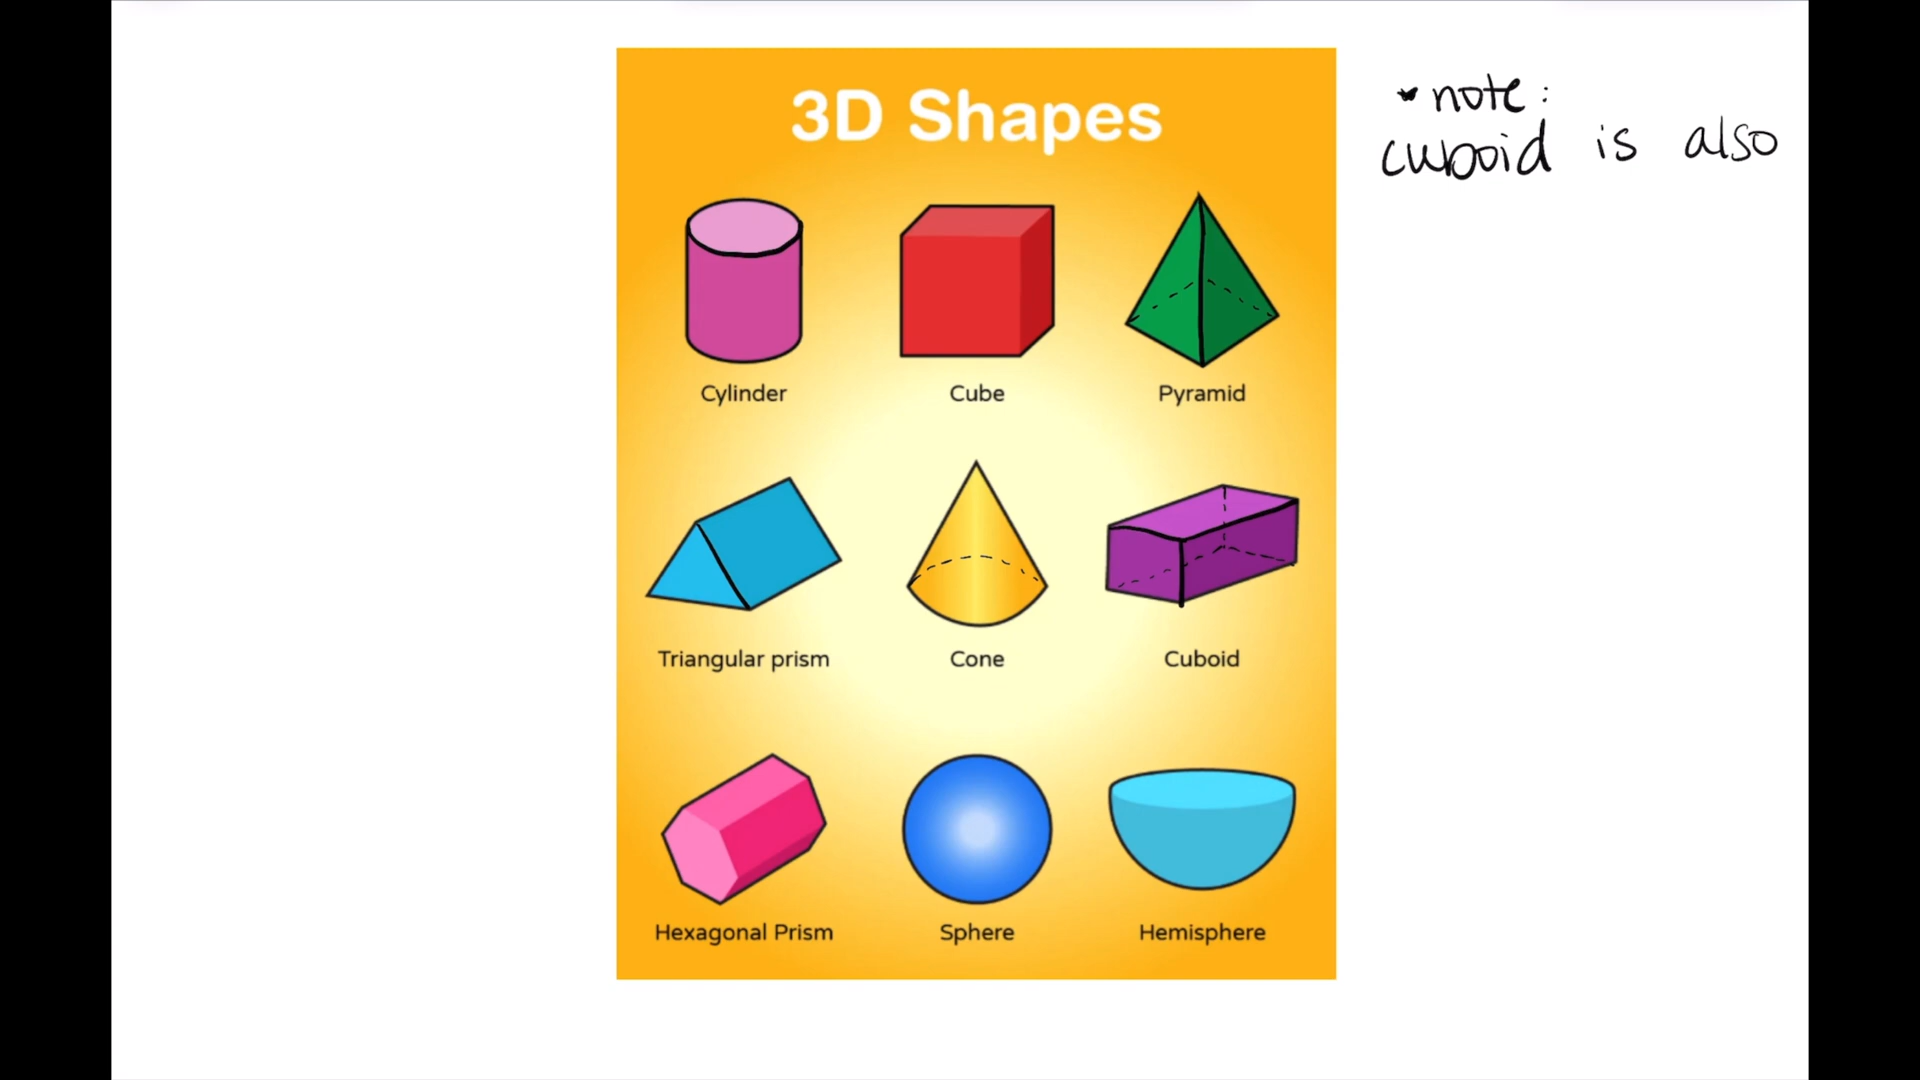 3D Shapes
• note:
cuboid is also
Cylinder
Cube
Pyramid
Triangular prism
Cone
Cuboid
Hexagonal Prism
Sphere
Hemisphere